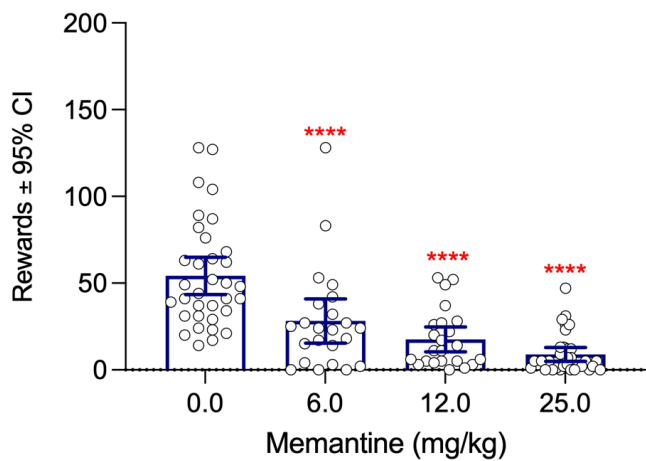 200
150
100
50
0
Rewards ± 95% CI
****
****
****
0.0 6.0 12.0 25.0
Memantine (mg/kg)